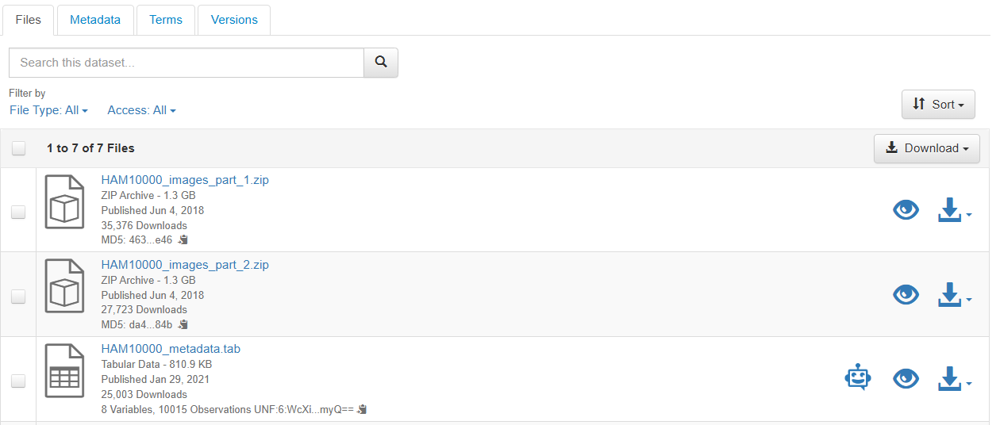 Files Metadata Terms Versions
Search this dataset...
Filter by
File Type: All Access: All
Sort
1 to 7 of 7 Files
Download
HAM10000_images_part_1.zip
ZIP Archive - 1.3 GB
Published Jun 4, 2018
35,376 Downloads
MD5: 463...e46
HAM10000_images_part_2.zip
ZIP Archive - 1.3 GB
Published Jun 4, 2018
27,723 Downloads
MD5: da4...84b
HAM10000_metadata.tab
Tabular Data - 810.9 KB
Published Jan 29, 2021
25,003 Downloads
8 Variables, 10015 Observations UNF:6:WcXi...myQ==